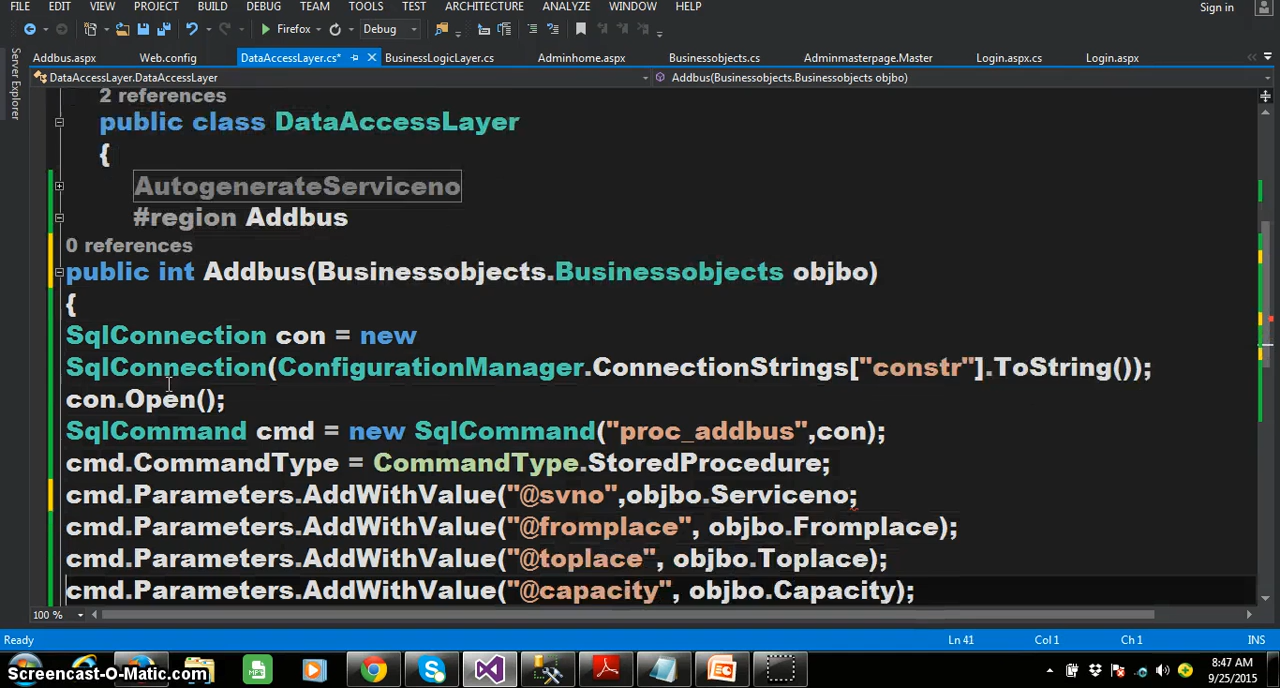 FILE EDIT VIEW PROJECT BUILD DEBUG TEAM TOOLS TEST ARCHITECTURE ANALYZE WINDOW HELP Sign in
Firefox Debug
Addbus.aspx Web.config DataAccessLayer.cs* BusinessLogicLayer.cs Adminhome.aspx Businessobjects.cs Adminmasterpage.Master Login.aspx.cs Login.aspx
Server Explorer
DataAccessLayer.DataAccessLayer Addbus(Businessobjects.Businessobjects objbo)
2 references
public class DataAccessLayer
{
AutogenerateServiceno
#region Addbus
0 references
public int Addbus(Businessobjects.Businessobjects objbo)
{
SqlConnection con = new
SqlConnection(ConfigurationManager.ConnectionStrings["constr"].ToString());
con.Open();
SqlCommand cmd = new SqlCommand("proc_addbus",con);
cmd.CommandType = CommandType.StoredProcedure;
cmd.Parameters.AddWithValue("@svno",objbo.Serviceno;
cmd.Parameters.AddWithValue("@fromplace", objbo.Fromplace);
cmd.Parameters.AddWithValue("@toplace", objbo.Toplace);
cmd.Parameters.AddWithValue("@capacity", objbo.Capacity);
100 %
Ready Ln 41 Col 1 Ch 1 INS
Screencast-O-Matic.com
8:47 AM
9/25/2015